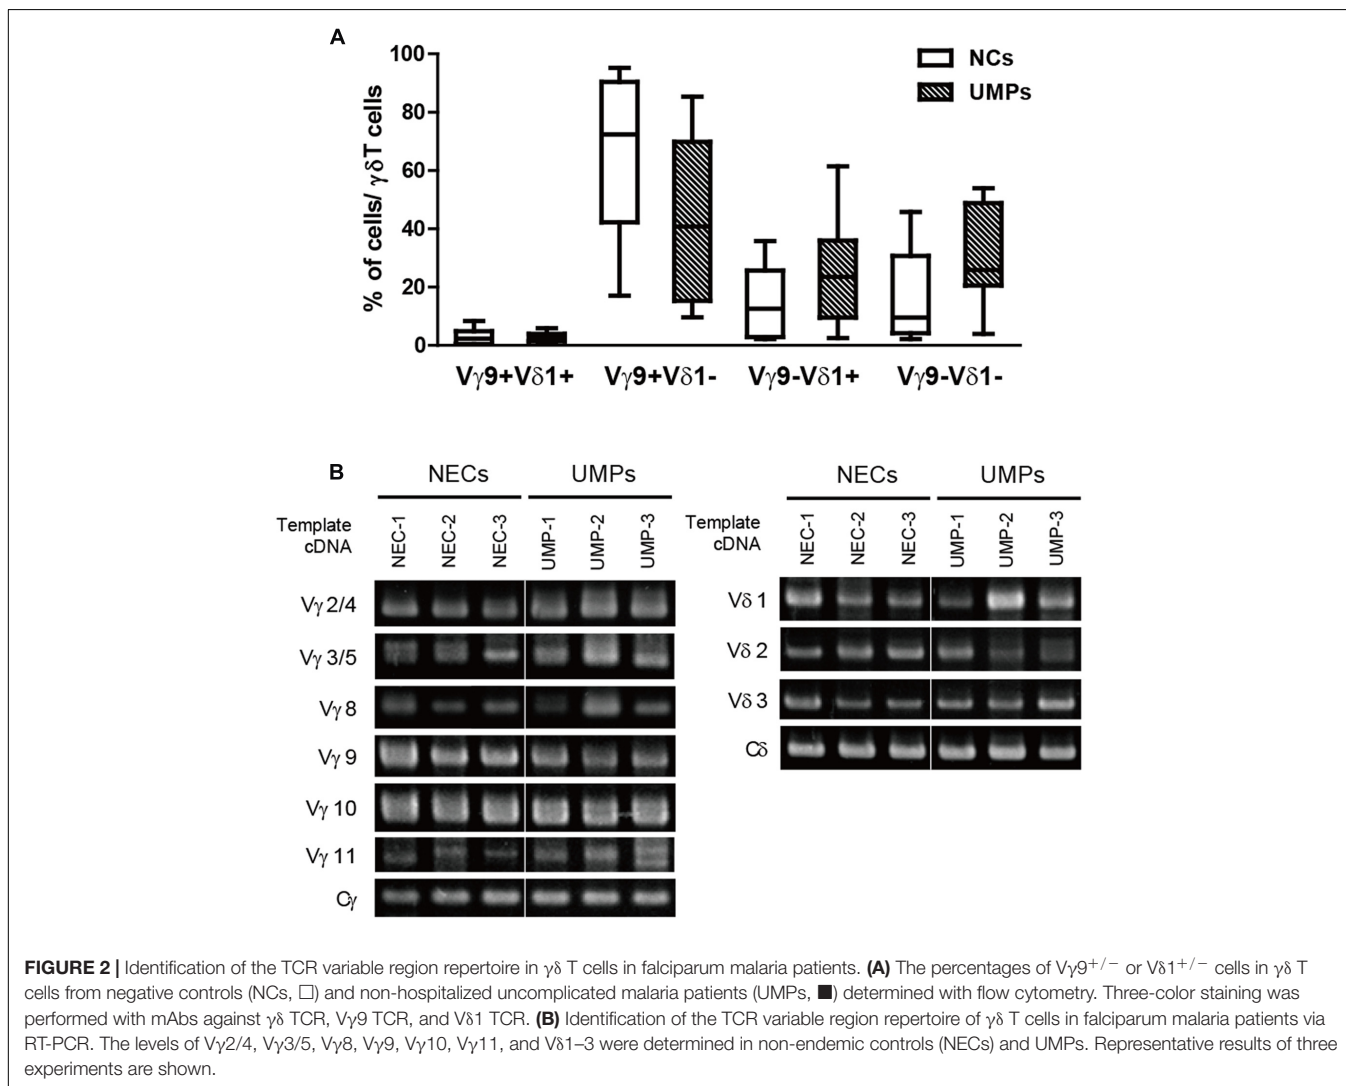 A
100
80
60
40
20
0
% of cells/ γδT cells
NCs
UMPs
Vγ9+Vδ1+ Vγ9+Vδ1- Vγ9-Vδ1+ Vγ9-Vδ1-
B
NECs UMPs
Template cDNA
NEC-1 NEC-2 NEC-3 UMP-1 UMP-2 UMP-3
Vγ 2/4
Vγ 3/5
Vγ 8
Vγ 9
Vγ 10
Vγ 11
Cγ
NECs UMPs
Template cDNA
NEC-1 NEC-2 NEC-3 UMP-1 UMP-2 UMP-3
Vδ 1
Vδ 2
Vδ 3
Cδ
FIGURE 2 | Identification of the TCR variable region repertoire in γδ T cells in falciparum malaria patients. (A) The percentages of Vγ9+/− or Vδ1+/− cells in γδ T
cells from negative controls (NCs, □) and non-hospitalized uncomplicated malaria patients (UMPs, ■) determined with flow cytometry. Three-color staining was
performed with mAbs against γδ TCR, Vγ9 TCR, and Vδ1 TCR. (B) Identification of the TCR variable region repertoire of γδ T cells in falciparum malaria patients via
RT-PCR. The levels of Vγ2/4, Vγ3/5, Vγ8, Vγ9, Vγ10, Vγ11, and Vδ1–3 were determined in non-endemic controls (NECs) and UMPs. Representative results of three
experiments are shown.